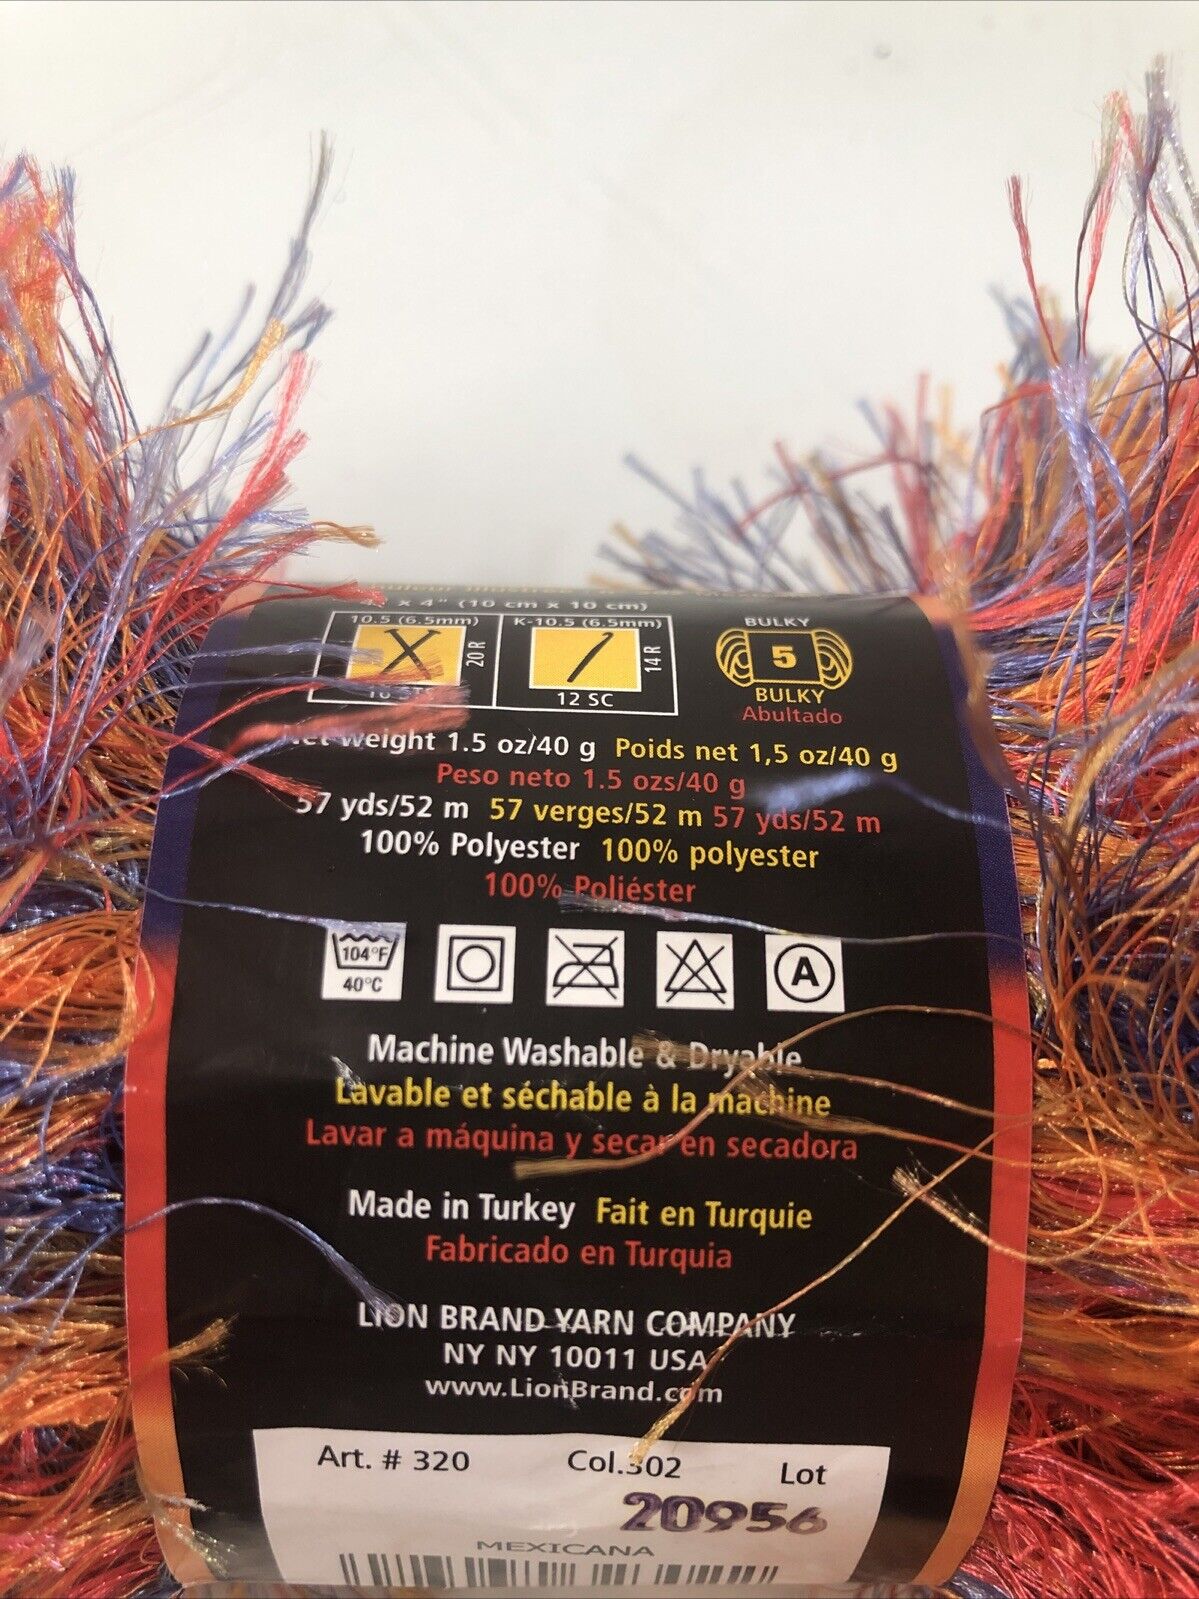 4" x 4" (10 cm x 10 cm)
10.5 (6.5mm) K-10.5 (6.5mm)
20 R 14 R
16 STS 12 SC
BULKY
5
BULKY
Abultado
Net Weight 1.5 oz/40 g Poids net 1,5 oz/40 g
Peso neto 1.5 ozs/40 g
57 yds/52 m 57 verges/52 m 57 yds/52 m
100% Polyester 100% polyester
100% Poliéster
104°F
40°C
A
Machine Washable & Dryable
Lavable et séchable à la machine
Lavar a máquina y secar en secadora
Made in Turkey Fait en Turquie
Fabricado en Turquia
LION BRAND YARN COMPANY
NY NY 10011 USA
www.LionBrand.com
Art. # 320 Col.302 Lot
20956
MEXICANA